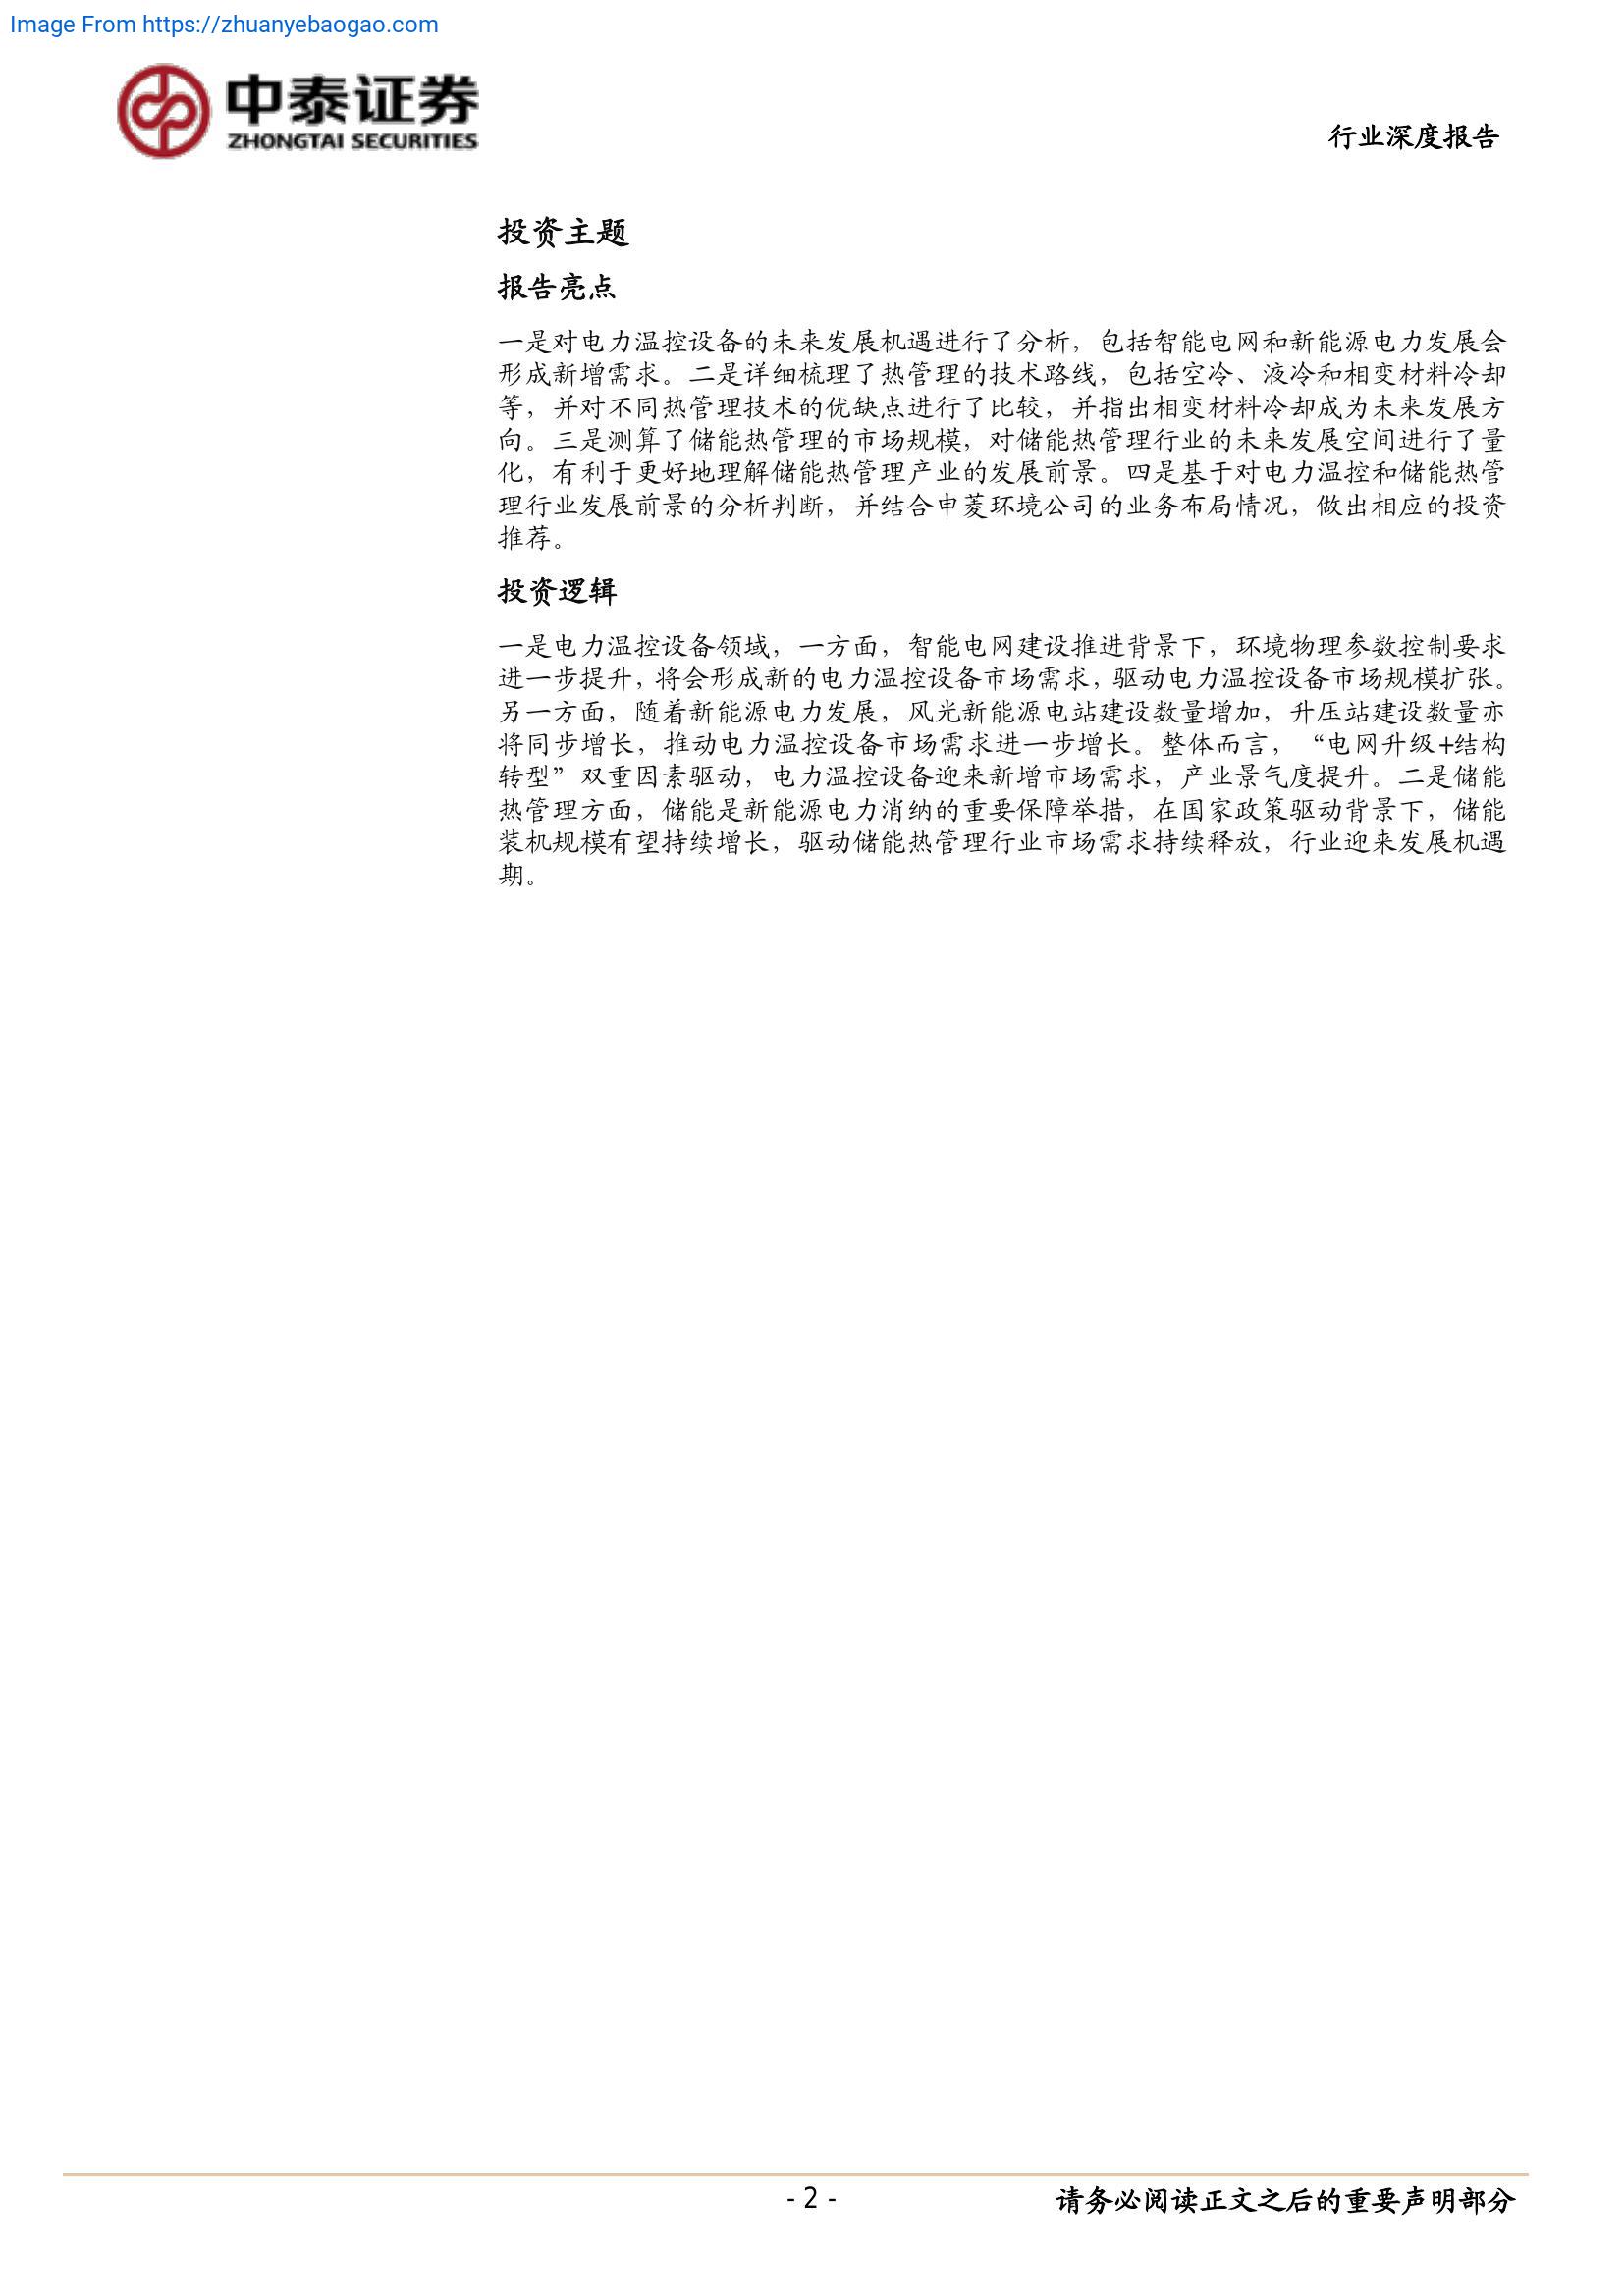 Image From https://zhuanyebaogao.com
中泰证券
ZHONGTAI SECURITIES
行业深度报告
投资主题
报告亮点
一是对电力温控设备的未来发展机遇进行了分析，包括智能电网和新能源电力发展会
形成新增需求。二是详细梳理了热管理的技术路线，包括空冷、液冷和相变材料冷却
等，并对不同热管理技术的优缺点进行了比较，并指出相变材料冷却成为未来发展方
向。三是测算了储能热管理的市场规模，对储能热管理行业的未来发展空间进行了量
化，有利于更好地理解储能热管理产业的发展前景。四是基于对电力温控和储能热管
理行业发展前景的分析判断，并结合申菱环境公司的业务布局情况，做出相应的投资
推荐。
投资逻辑
一是电力温控设备领域，一方面，智能电网建设推进背景下，环境物理参数控制要求
进一步提升，将会形成新的电力温控设备市场需求，驱动电力温控设备市场规模扩张。
另一方面，随着新能源电力发展，风光新能源电站建设数量增加，升压站建设数量亦
将同步增长，推动电力温控设备市场需求进一步增长。整体而言，“电网升级+结构
转型”双重因素驱动，电力温控设备迎来新增市场需求，产业景气度提升。二是储能
热管理方面，储能是新能源电力消纳的重要保障举措，在国家政策驱动背景下，储能
装机规模有望持续增长，驱动储能热管理行业市场需求持续释放，行业迎来发展机遇
期。
- 2 -
请务必阅读正文之后的重要声明部分